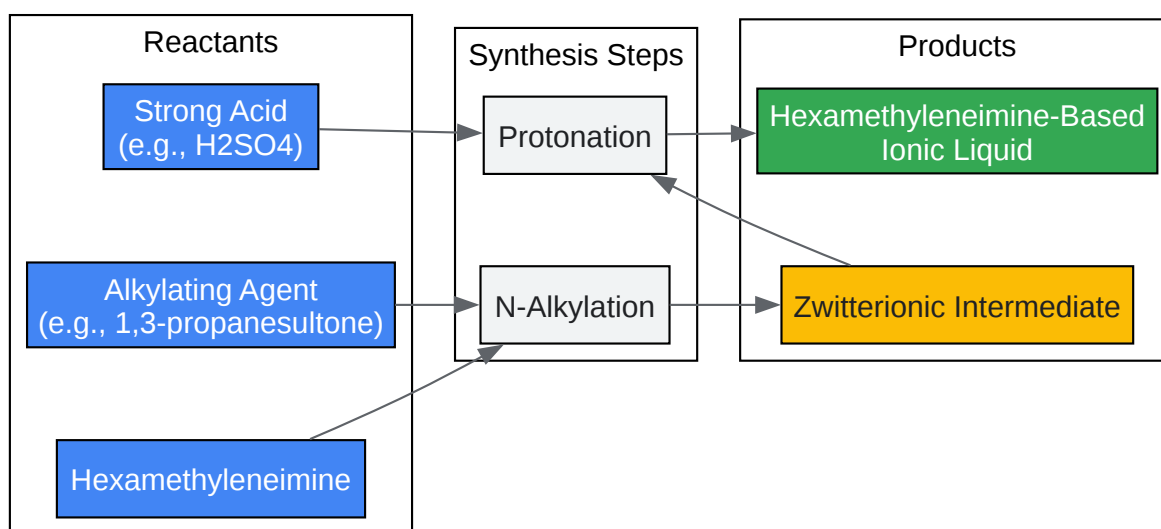 Reactants
Strong Acid
(e.g., H2SO4)
Alkylating Agent
(e.g., 1,3-propanesultone)
Hexamethyleneimine
Synthesis Steps
Protonation
N-Alkylation
Products
Hexamethyleneimine-Based
Ionic Liquid
Zwitterionic Intermediate